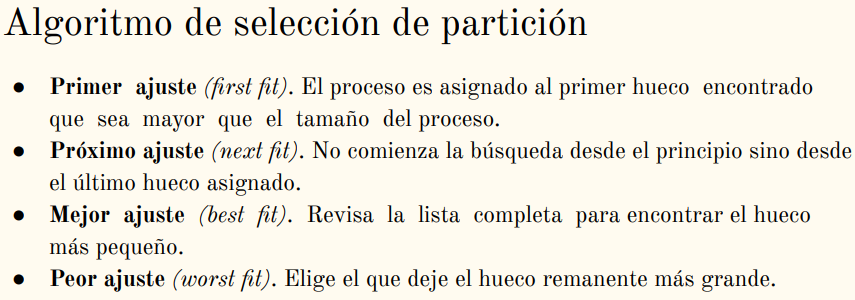 Algoritmo de selección de partición
● Primer ajuste (first fit). El proceso es asignado al primer hueco encontrado
que sea mayor que el tamaño del proceso.
● Próximo ajuste (next fit). No comienza la búsqueda desde el principio sino desde
el último hueco asignado.
● Mejor ajuste (best fit). Revisa la lista completa para encontrar el hueco
más pequeño.
● Peor ajuste (worst fit). Elige el que deje el hueco remanente más grande.